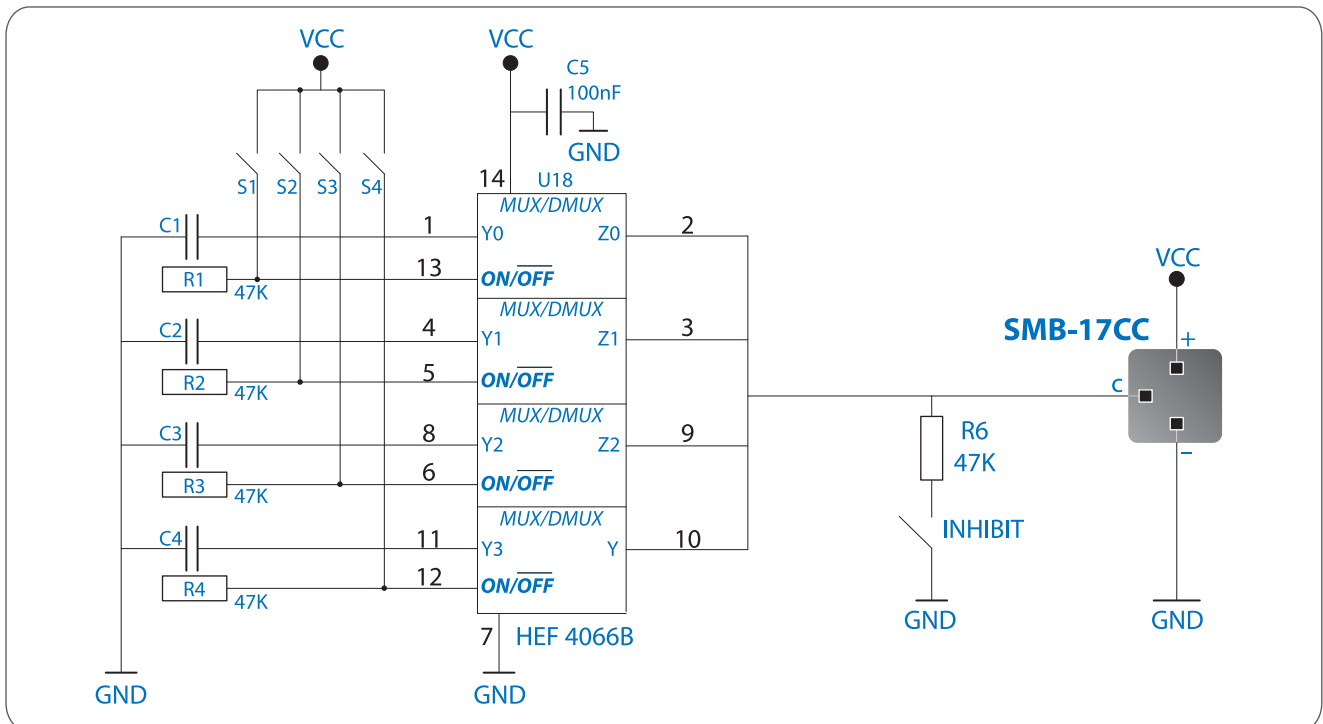 VCC
VCC
C5
100nF
GND
S1
S2
S3
S4
14
U18
MUX/DMUX
C1
1
Y0
Z0
2
R1
47K
13
ON/OFF
VCC
MUX/DMUX
C2
4
Y1
Z1
3
SMB-17CC
+
R2
47K
5
ON/OFF
C
MUX/DMUX
C3
8
Y2
Z2
9
R6
47K
–
R3
47K
6
ON/OFF
MUX/DMUX
C4
11
Y3
Y
10
INHIBIT
R4
47K
12
ON/OFF
GND
GND
7
HEF 4066B
GND
GND